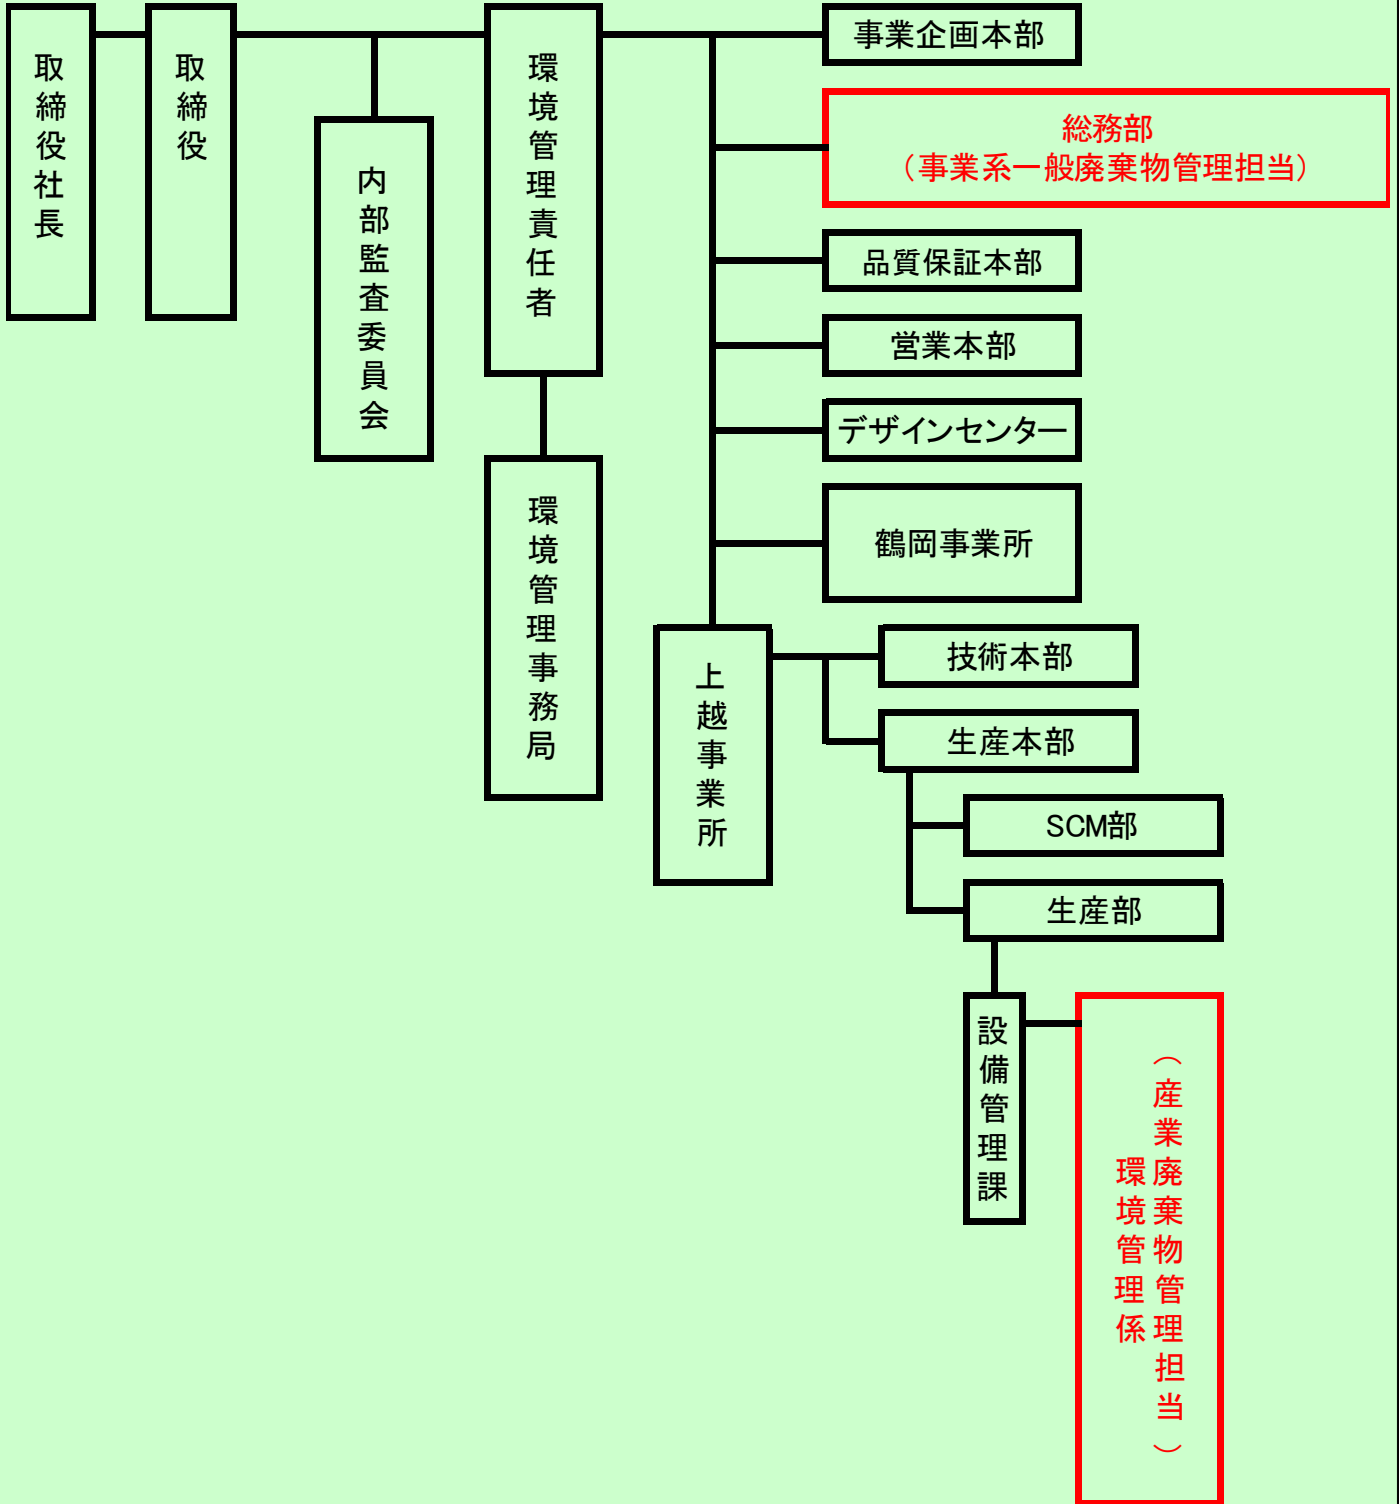 取締役社長
取締役
内部監査委員会
環境管理責任者
環境管理事務局
事業企画本部
総務部
（事業系一般廃棄物管理担当）
品質保証本部
営業本部
デザインセンター
鶴岡事業所
上越事業所
技術本部
生産本部
SCM部
生産部
設備管理課
環境管理係
（産業廃棄物管理担当）